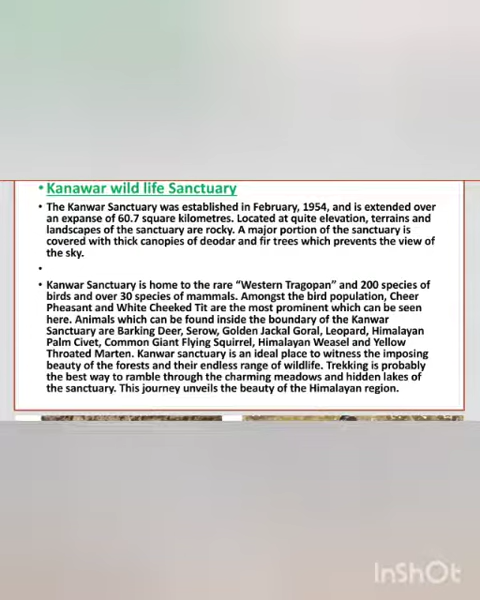 • Kanawar wild life Sanctuary
• The Kanwar Sanctuary was established in February, 1954, and is extended over
an expanse of 60.7 square kilometres. Located at quite elevation, terrains and
landscapes of the sanctuary are rocky. A major portion of the sanctuary is
covered with thick canopies of deodar and fir trees which prevents the view of
the sky.
•
• Kanwar Sanctuary is home to the rare “Western Tragopan” and 200 species of
birds and over 30 species of mammals. Amongst the bird population, Cheer
Pheasant and White Cheeked Tit are the most prominent which can be seen
here. Animals which can be found inside the boundary of the Kanwar
Sanctuary are Barking Deer, Serow, Golden Jackal Goral, Leopard, Himalayan
Palm Civet, Common Giant Flying Squirrel, Himalayan Weasel and Yellow
Throated Marten. Kanwar sanctuary is an ideal place to witness the imposing
beauty of the forests and their endless range of wildlife. Trekking is probably
the best way to ramble through the charming meadows and hidden lakes of
the sanctuary. This journey unveils the beauty of the Himalayan region.
InShOt